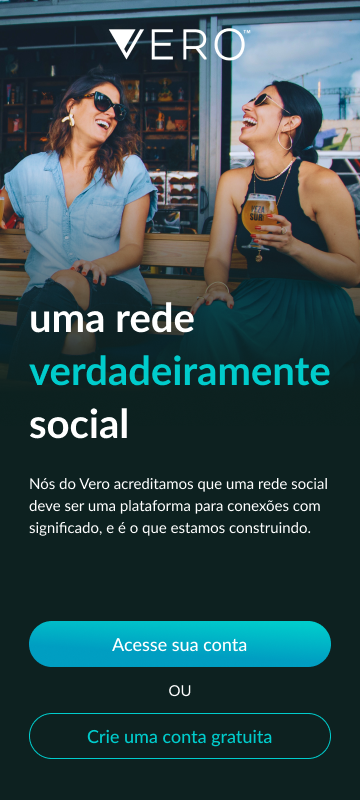 VERO™
uma rede
verdadeiramente
social
Nós do Vero acreditamos que uma rede social
deve ser uma plataforma para conexões com
significado, e é o que estamos construindo.
Acesse sua conta
OU
Crie uma conta gratuita